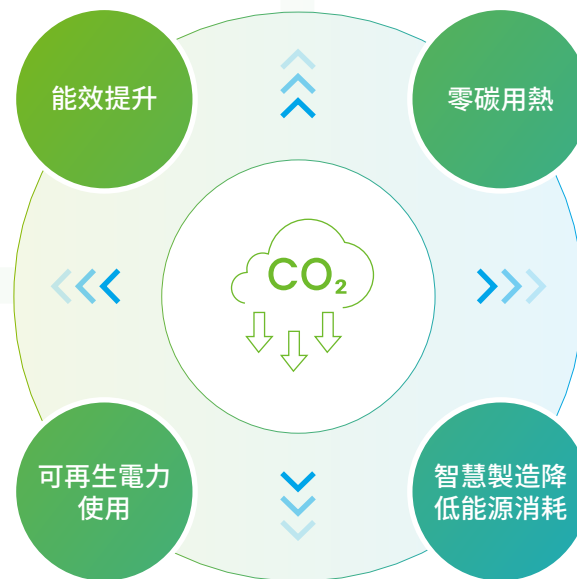 能效提升
零碳用熱
CO₂
可再生電力
使用
智慧製造降
低能源消耗